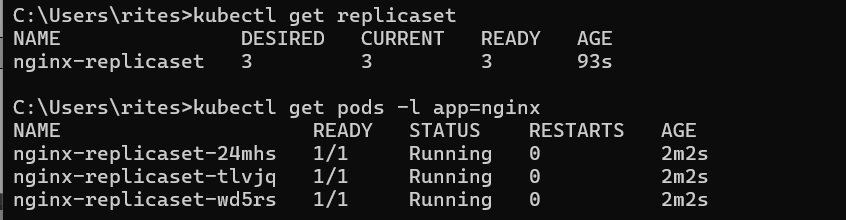 C:\Users\rites>kubectl get replicaset
NAME DESIRED CURRENT READY AGE
nginx-replicaset 3 3 3 93s
C:\Users\rites>kubectl get pods -l app=nginx
NAME READY STATUS RESTARTS AGE
nginx-replicaset-24mhs 1/1 Running 0 2m2s
nginx-replicaset-tlvjq 1/1 Running 0 2m2s
nginx-replicaset-wd5rs 1/1 Running 0 2m2s